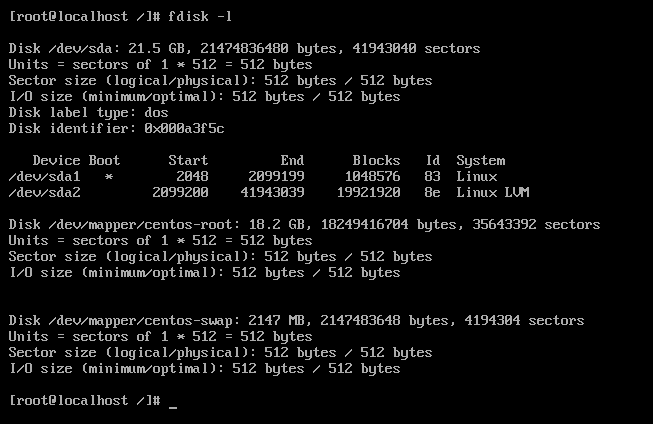 [root@localhost /]# fdisk -l
Disk /dev/sda: 21.5 GB, 21474836480 bytes, 41943040 sectors
Units = sectors of 1 * 512 = 512 bytes
Sector size (logical/physical): 512 bytes / 512 bytes
I/O size (minimum/optimal): 512 bytes / 512 bytes
Disk label type: dos
Disk identifier: 0x000a3f5c
   Device Boot      Start         End      Blocks   Id  System
/dev/sda1   *        2048     2099199     1048576   83  Linux
/dev/sda2         2099200    41943039    19921920   8e  Linux LVM
Disk /dev/mapper/centos-root: 18.2 GB, 18249416704 bytes, 35643392 sectors
Units = sectors of 1 * 512 = 512 bytes
Sector size (logical/physical): 512 bytes / 512 bytes
I/O size (minimum/optimal): 512 bytes / 512 bytes
Disk /dev/mapper/centos-swap: 2147 MB, 2147483648 bytes, 4194304 sectors
Units = sectors of 1 * 512 = 512 bytes
Sector size (logical/physical): 512 bytes / 512 bytes
I/O size (minimum/optimal): 512 bytes / 512 bytes
[root@localhost /]# _